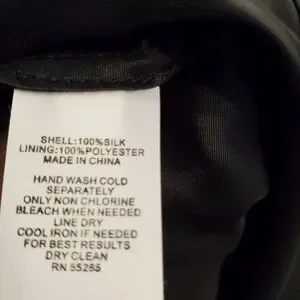 SHELL:100%SILK
LINING:100%POLYESTER
MADE IN CHINA
HAND WASH COLD
SEPARATELY
ONLY NON CHLORINE
BLEACH WHEN NEEDED
LINE DRY
COOL IRON IF NEEDED
FOR BEST RESULTS
DRY CLEAN
RN 55285